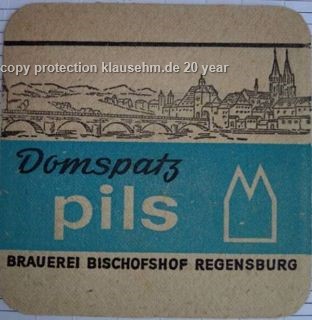 copy protection klausehm.de 20 year
Domspatz
pils
BRAUEREI BISCHOFSHOF REGENSBURG